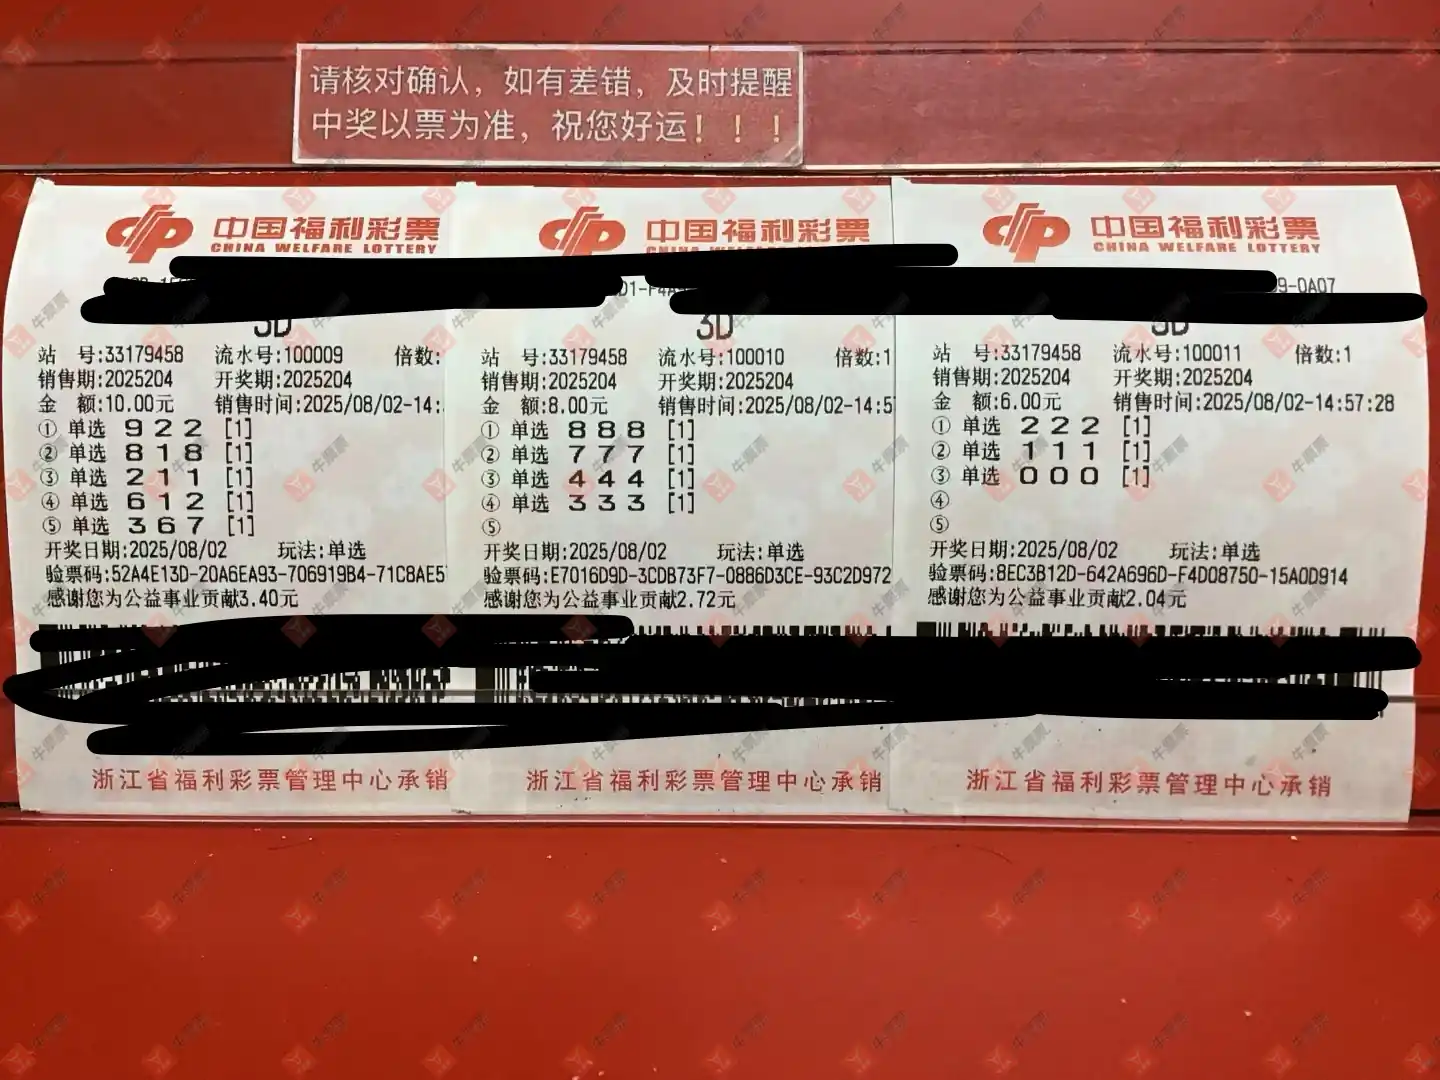 请核对确认，如有差错，及时提醒
中奖以票为准，祝您好运！！！
中国福利彩票
CHINA WELFARE LOTTERY
3D
站 号:33179458 流水号:100009 倍数:
销售期:2025204 开奖期:2025204
金 额:10.00元 销售时间:2025/08/02-14:
① 单选 9 2 2 [1]
② 单选 8 1 8 [1]
③ 单选 2 1 1 [1]
④ 单选 6 1 2 [1]
⑤ 单选 3 6 7 [1]
开奖日期:2025/08/02 玩法:单选
验票码:52A4E13D-20A6EA93-706919B4-71C8AE5
感谢您为公益事业贡献3.40元
浙江省福利彩票管理中心承销
中国福利彩票
CHINA WELFARE LOTTERY
3D
站 号:33179458 流水号:100010 倍数:1
销售期:2025204 开奖期:2025204
金 额:8.00元 销售时间:2025/08/02-14:5
① 单选 8 8 8 [1]
② 单选 7 7 7 [1]
③ 单选 4 4 4 [1]
④ 单选 3 3 3 [1]
⑤
开奖日期:2025/08/02 玩法:单选
验票码:E7016D9D-3CDB73F7-0886D3CE-93C2D972
感谢您为公益事业贡献2.72元
浙江省福利彩票管理中心承销
中国福利彩票
CHINA WELFARE LOTTERY
9-0A07
3D
站 号:33179458 流水号:100011 倍数:1
销售期:2025204 开奖期:2025204
金 额:6.00元 销售时间:2025/08/02-14:57:28
① 单选 2 2 2 [1]
② 单选 1 1 1 [1]
③ 单选 0 0 0 [1]
④
⑤
开奖日期:2025/08/02 玩法:单选
验票码:8EC3B12D-642A696D-F4D08750-15A0D914
感谢您为公益事业贡献2.04元
浙江省福利彩票管理中心承销